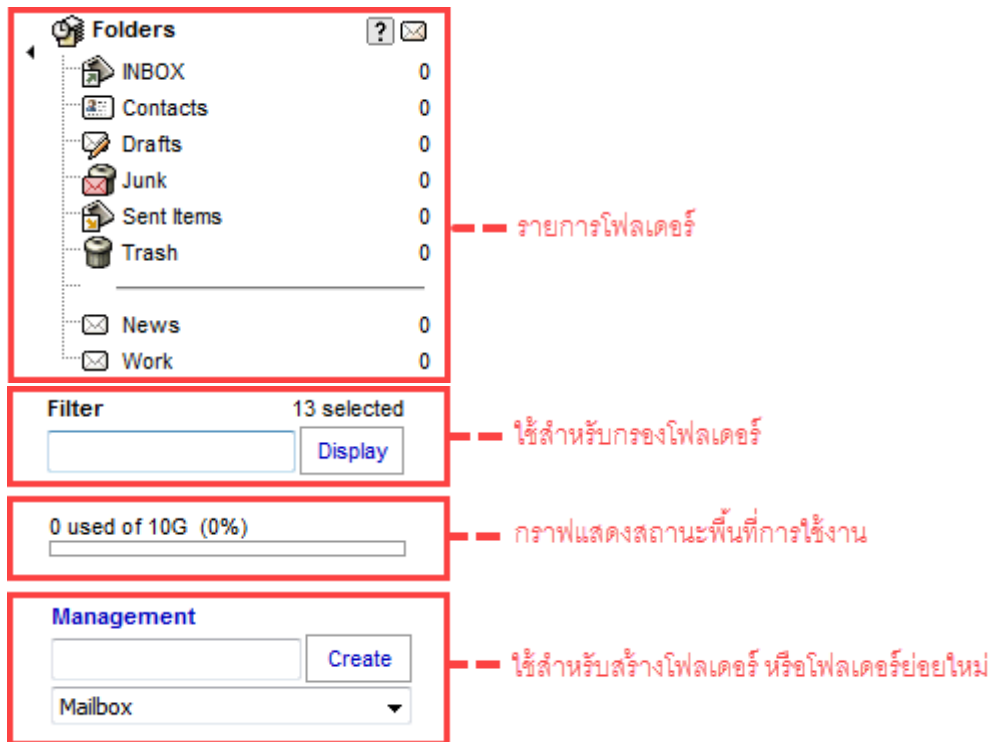 Folders ?
INBOX 0
Contacts 0
Drafts 0
Junk 0
Sent Items 0
Trash 0
รายการโฟลเดอร์
News 0
Work 0
Filter 13 selected
Display
ใช้สำหรับกรองโฟลเดอร์
0 used of 10G (0%)
กราฟแสดงสถานะพื้นที่การใช้งาน
Management
Create
ใช้สำหรับสร้างโฟลเดอร์ หรือโฟลเดอร์ย่อยใหม่
Mailbox